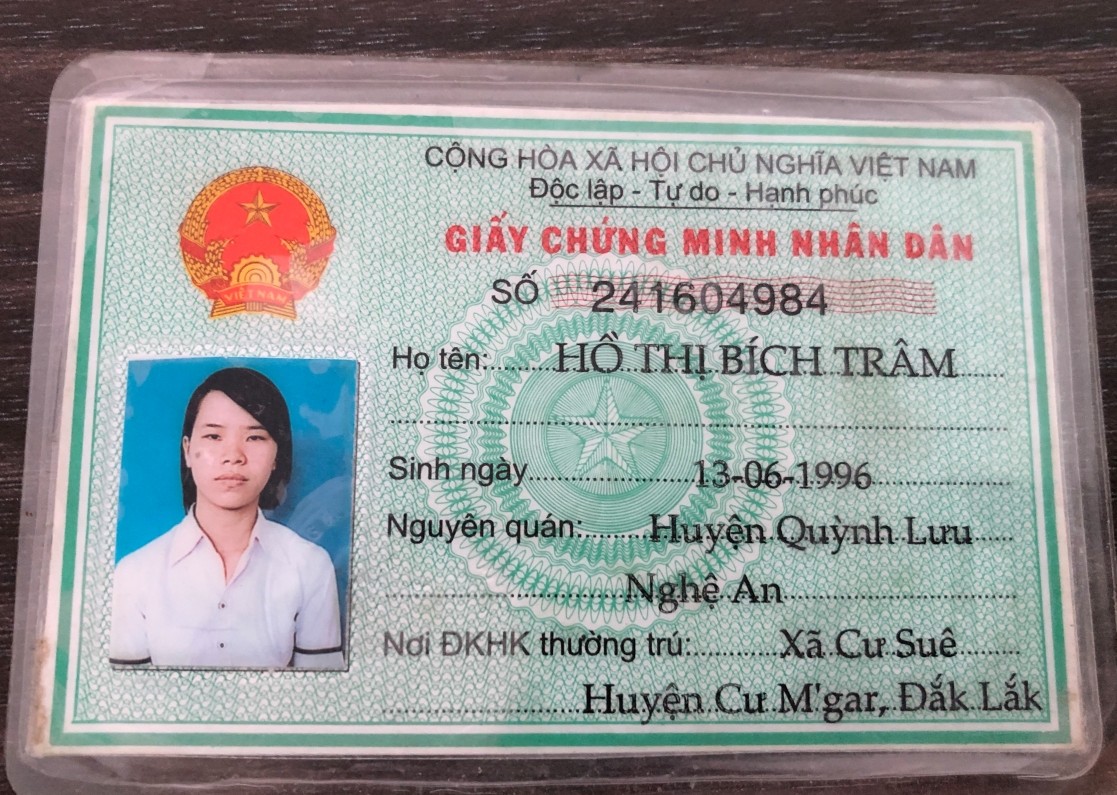 CỘNG HÒA XÃ HỘI CHỦ NGHĨA VIỆT NAM
Độc lập - Tự do - Hạnh phúc
GIẤY CHỨNG MINH NHÂN DÂN
SỐ 241604984
VIỆT NAM
Họ tên: HỒ THỊ BÍCH TRÂM
Sinh ngày 13-06-1996
Nguyên quán: Huyện Quỳnh Lưu
Nghệ An
Nơi ĐKHK thường trú: Xã Cư Suê
Huyện Cư M'gar, Đắk Lắk